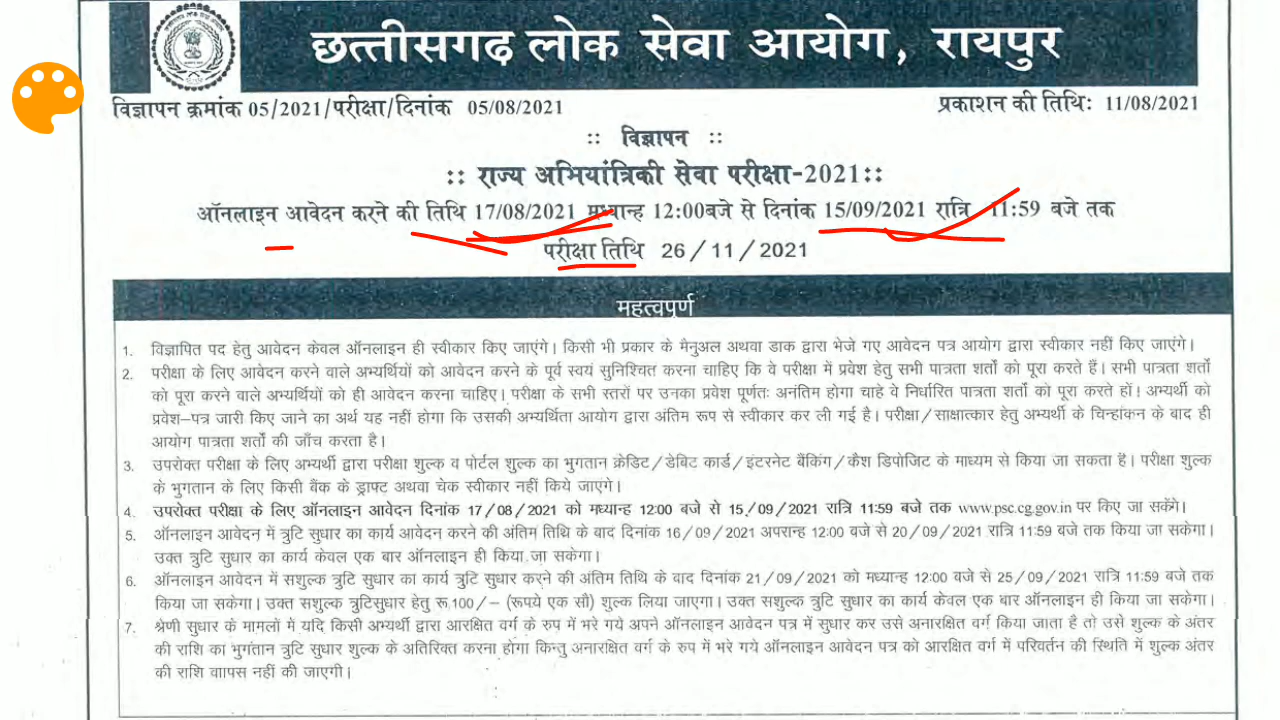 छत्तीसगढ़ लोक सेवा आयोग, रायपुर
विज्ञापन क्रमांक 05/2021/परीक्षा/दिनांक 05/08/2021 प्रकाशन की तिथिः 11/08/2021
:: विज्ञापन ::
:: राज्य अभियांत्रिकी सेवा परीक्षा-2021::
ऑनलाइन आवेदन करने की तिथि 17/08/2021 मध्यान्ह 12:00बजे से दिनांक 15/09/2021 रात्रि 11:59 बजे तक
परीक्षा तिथि 26/11/2021
महत्वपूर्ण
1. विज्ञापित पद हेतु आवेदन केवल ऑनलाइन ही स्वीकार किए जाएंगे। किसी भी प्रकार के मैनुअल अथवा डाक द्वारा भेजे गए आवेदन पत्र आयोग द्वारा स्वीकार नहीं किए जाएंगे।
2. परीक्षा के लिए आवेदन करने वाले अभ्यर्थियों को आवेदन करने के पूर्व स्वयं सुनिश्चित करना चाहिए कि वे परीक्षा में प्रवेश हेतु सभी पात्रता शर्तो को पूरा करते हैं। सभी पात्रता शर्तो
को पूरा करने वाले अभ्यर्थियों को ही आवेदन करना चाहिए। परीक्षा के सभी स्तरों पर उनका प्रवेश पूर्णतः अनंतिम होगा चाहे वे निर्धारित पात्रता शर्तो को पूरा करते हों। अभ्यर्थी को
प्रवेश–पत्र जारी किए जाने का अर्थ यह नहीं होगा कि उसकी अभ्यर्थिता आयोग द्वारा अंतिम रूप से स्वीकार कर ली गई है। परीक्षा/साक्षात्कार हेतु अभ्यर्थी के चिन्हांकन के बाद ही
आयोग पात्रता शर्तो की जाँच करता है।
3. उपरोक्त परीक्षा के लिए अभ्यर्थी द्वारा परीक्षा शुल्क व पोर्टल शुल्क का भुगतान क्रेडिट/डेबिट कार्ड/इंटरनेट बैंकिंग/कैश डिपोजिट के माध्यम से किया जा सकता है। परीक्षा शुल्क
के भुगतान के लिए किसी बैंक के ड्राफ्ट अथवा चेक स्वीकार नहीं किये जाएंगे।
4. उपरोक्त परीक्षा के लिए ऑनलाइन आवेदन दिनांक 17/08/2021 को मध्यान्ह 12:00 बजे से 15/09/2021 रात्रि 11:59 बजे तक www.psc.cg.gov.in पर किए जा सकेंगे।
5. ऑनलाइन आवेदन में त्रुटि सुधार का कार्य आवेदन करने की अंतिम तिथि के बाद दिनांक 16/09/2021 अपरान्ह 12:00 बजे से 20/09/2021 रात्रि 11:59 बजे तक किया जा सकेगा।
उक्त त्रुटि सुधार का कार्य केवल एक बार ऑनलाइन ही किया जा सकेगा।
6. ऑनलाइन आवेदन में सशुल्क त्रुटि सुधार का कार्य त्रुटि सुधार करने की अंतिम तिथि के बाद दिनांक 21/09/2021 को मध्यान्ह 12:00 बजे से 25/09/2021 रात्रि 11:59 बजे तक
किया जा सकेगा। उक्त सशुल्क त्रुटिसुधार हेतु रू.100/– (रूपये एक सौ) शुल्क लिया जाएगा। उक्त सशुल्क त्रुटि सुधार का कार्य केवल एक बार ऑनलाइन ही किया जा सकेगा।
7. श्रेणी सुधार के मामलों में यदि किसी अभ्यर्थी द्वारा आरक्षित वर्ग के रुप में भरे गये अपने ऑनलाइन आवेदन पत्र में सुधार कर उसे अनारक्षित वर्ग किया जाता है तो उसे शुल्क के अंतर
की राशि का भुगतान त्रुटि सुधार शुल्क के अतिरिक्त करना होगा किन्तु अनारक्षित वर्ग के रुप में भरे गये ऑनलाइन आवेदन पत्र को आरक्षित वर्ग में परिवर्तन की स्थिति में शुल्क अंतर
की राशि वाापस नहीं की जाएगी।